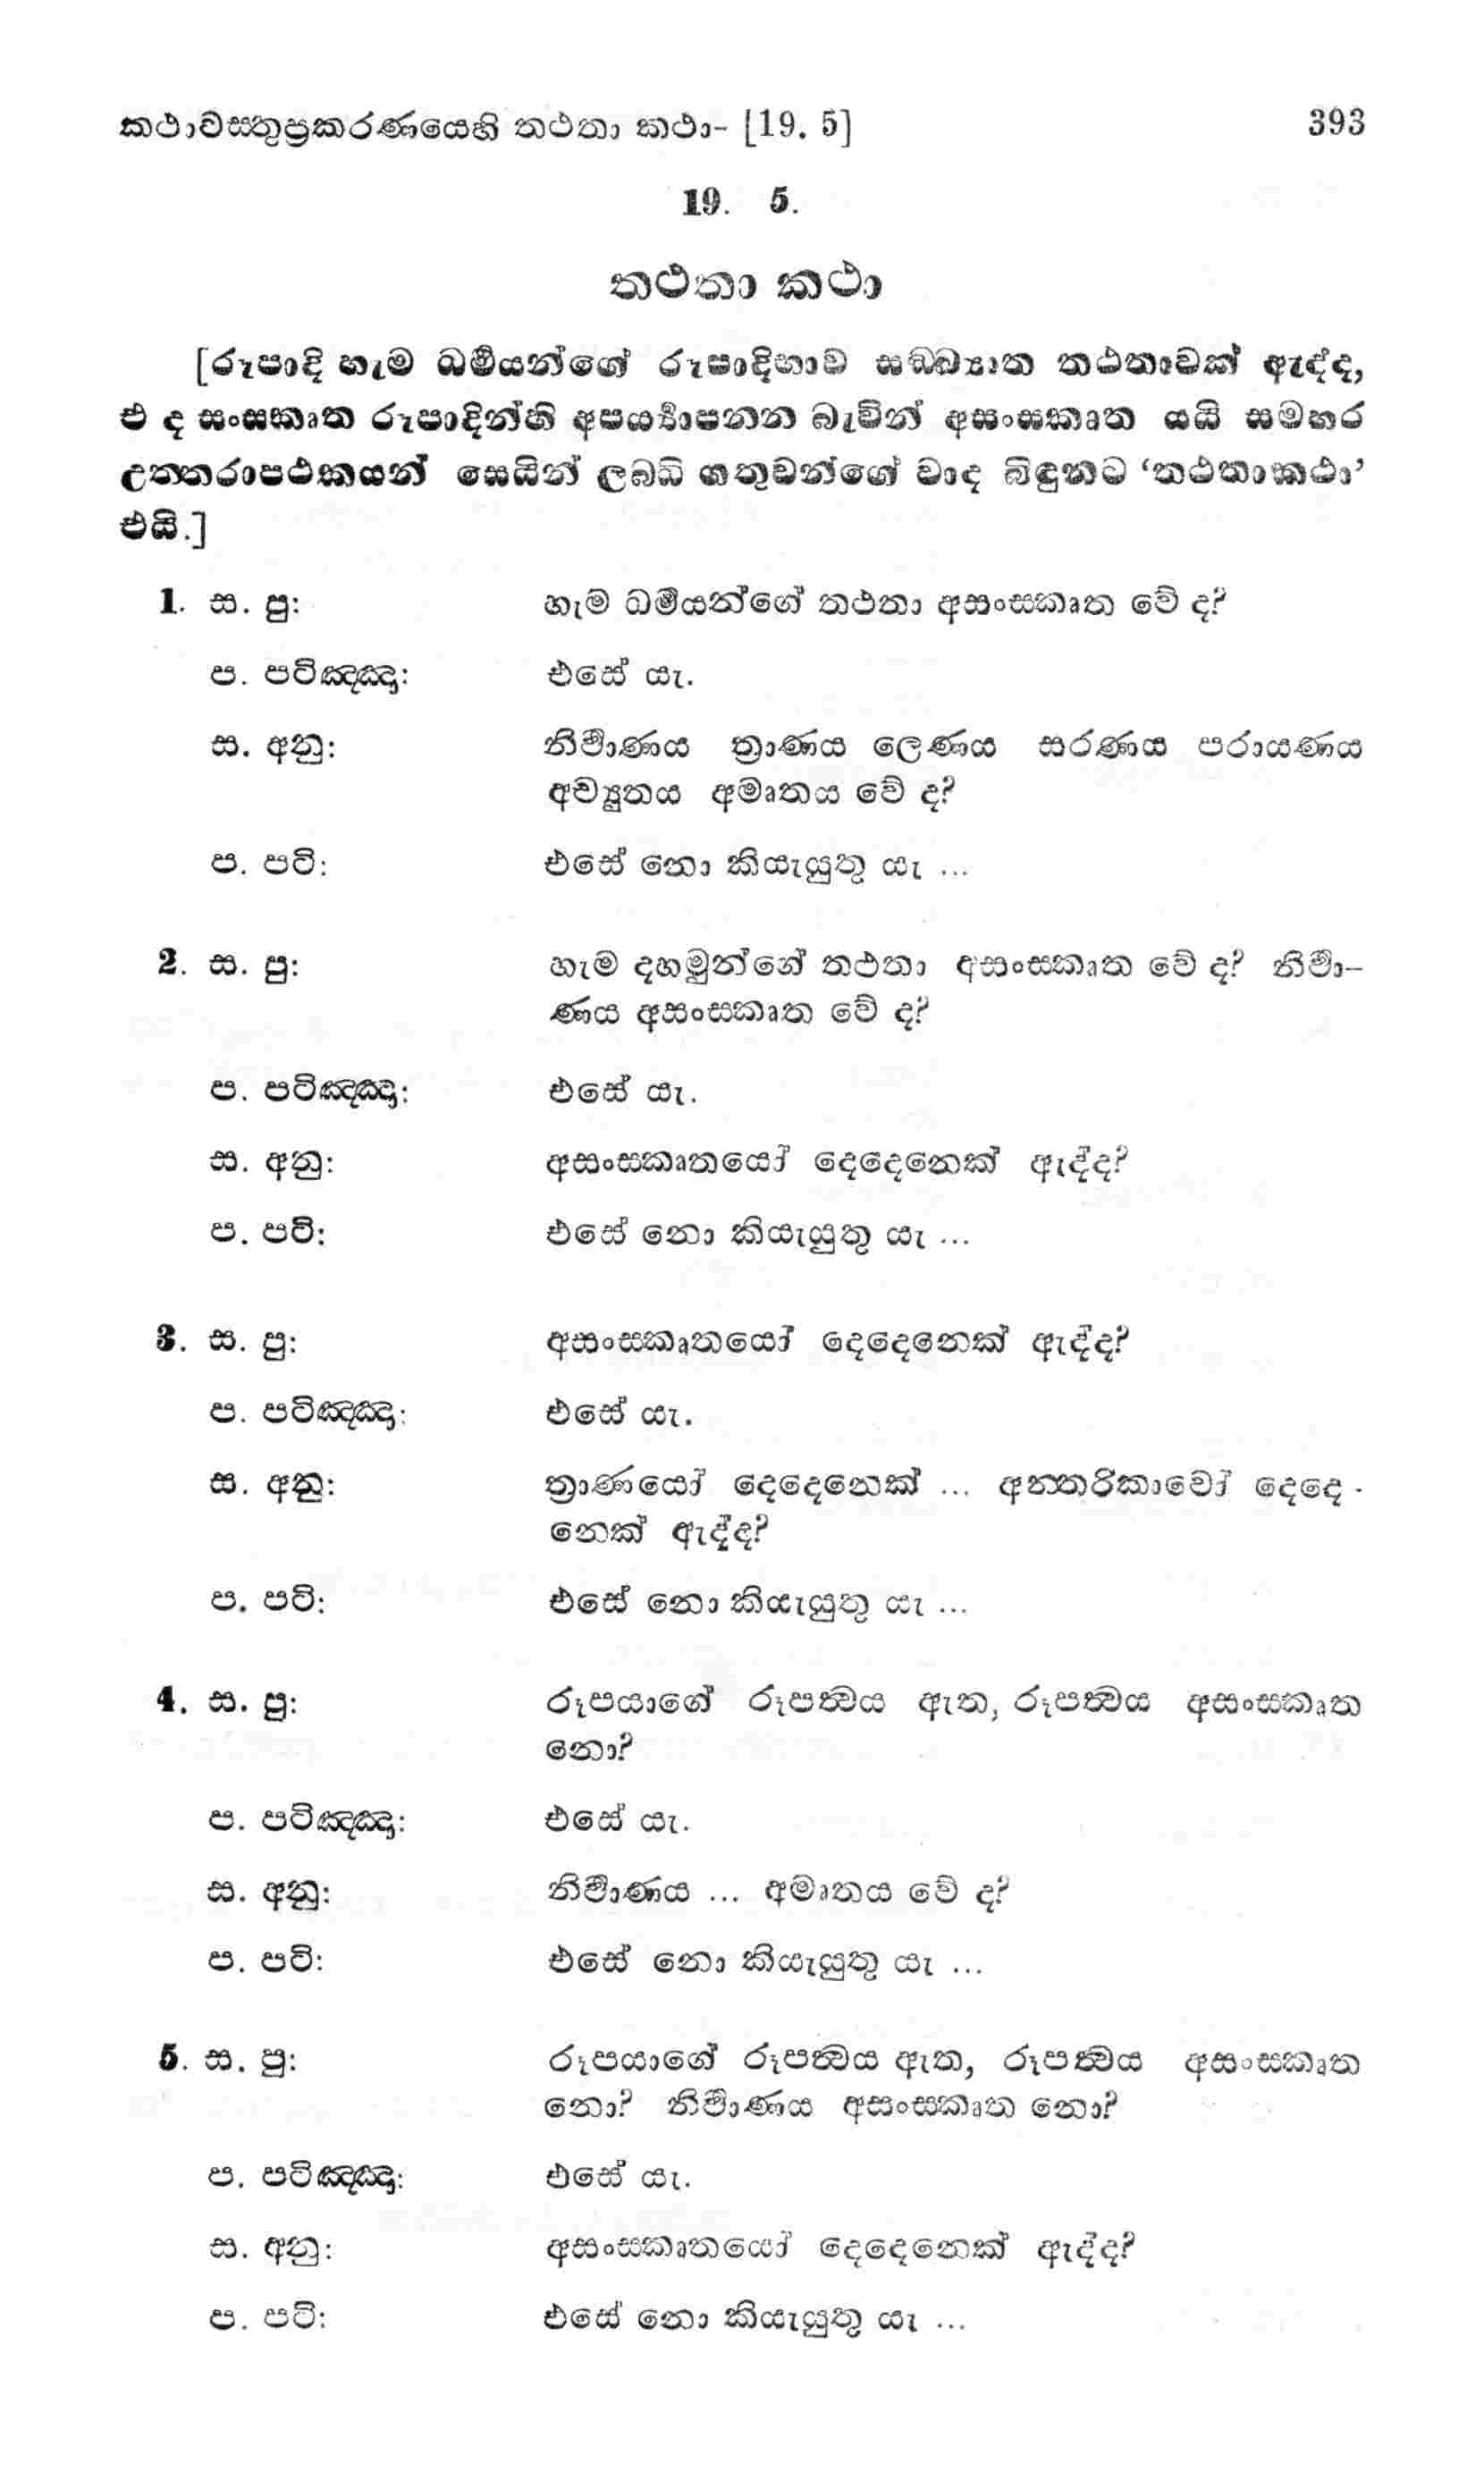 කථාවස්තුප්‍රකරණයෙහි තථතා කථා- [19. 5] 393
19. 5.
තථතා කථා
[රූපාදි හැම ධර්මයන්ගේ රූපාදිභාව සඞ්ඛ්‍යාත තථතාවක් ඇද්ද,
එ ද සංස්කෘත රූපාදින්හි අපර්‍ය්‍යාපන්න බැවින් අසංස්කෘත යයි සමහර
උත්තරාපථකයන් සෙයින් ලබ්ධි ගතුවන්ගේ වාද බිඳුනට ‘තථතාකථා’
එයි.]
1. ස. පු: හැම ධර්මයන්ගේ තථතා අසංස්කෘත වේ ද?
ප. පටිඤ්ඤා: එසේ යැ.
ස. අනු: නිර්වාණය ත්‍රාණය ලෙණය සරණය පරායණය
අච්‍යුතය අමෘතය වේ ද?
ප. පටි: එසේ නො කියැයුතු යැ ...
2. ස. පු: හැම දහමුන්නේ තථතා අසංස්කෘත වේ ද? නිර්වා-
ණය අසංස්කෘත වේ ද?
ප. පටිඤ්ඤා: එසේ යැ.
ස. අනු: අසංස්කෘතයෝ දෙදෙනෙක් ඇද්ද?
ප. පටි: එසේ නො කියැයුතු යැ ...
3. ස. පු: අසංස්කෘතයෝ දෙදෙනෙක් ඇද්ද?
ප. පටිඤ්ඤා: එසේ යැ.
ස. අනු: ත්‍රාණයෝ දෙදෙනෙක් ... අන්තරිකාවෝ දෙදෙ-
නෙක් ඇද්ද?
ප. පටි: එසේ නො කියැයුතු යැ ...
4. ස. පු: රූපයාගේ රූපත්වය ඇත, රූපත්වය අසංස්කෘත
නො?
ප. පටිඤ්ඤා: එසේ යැ.
ස. අනු: නිර්වාණය ... අමෘතය වේ ද?
ප. පටි: එසේ නො කියැයුතු යැ ...
5. ස. පු: රූපයාගේ රූපත්වය ඇත, රූපත්වය අසංස්කෘත
නො? නිර්වාණය අසංස්කෘත නො?
ප. පටිඤ්ඤා: එසේ යැ.
ස. අනු: අසංස්කෘතයෝ දෙදෙනෙක් ඇද්ද?
ප. පටි: එසේ නො කියැයුතු යැ ...